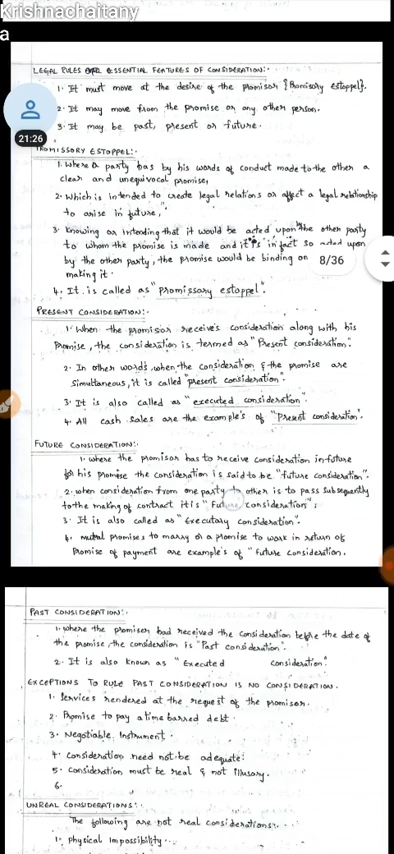 Krishnachaitany
a
LEGAL RULES OR ESSENTIAL FEATURES OF CONSIDERATION:-
1. It must move at the desire of the promisor {Promisory Estoppel}.
2. It may move from the promise or any other person.
3. It may be past, present or future.
21:26
PROMISSORY ESTOPPEL:-
1. Where a party has by his words of conduct made to the other a
clear and unequivocal promise,
2. Which is intended to create legal relations or affect a legal relationship
to arise in future,
3. Knowing or intending that it would be acted upon the other party
to whom the promise is made and it is in fact so acted upon
by the other party, the promise would be binding on
8/36
making it.
4. It is called as "promissory estoppel".
PRESENT CONSIDERATION:-
1. When the promisor receive's consideration along with his
Promise, the consideration is termed as "Present consideration".
2. In other words, when the consideration & the promise are
Simultaneous, it is called "present consideration".
3. It is also called as "executed consideration".
4. All cash sales are the example's of "Present consideration".
FUTURE CONSIDERATION:-
1. where the promisor has to receive consideration in future
for his promise the consideration is said to be "future consideration".
2. when consideration from one party to other is to pass subsequently
to the making of contract it is "Future consideration".
3. It is also called as "Executary consideration".
4. mutal promises to marry or a promise to work in return of
Promise of payment are example's of "Future consideration.
PAST CONSIDERATION:-
1. where the promiser had received the consideration before the date of
the promise, the consideration is "Past consideration".
2. It is also known as "Executed consideration".
EXCEPTIONS TO RULE PAST CONSIDERATION IS NO CONSIDERATION.
1. Services rendered at the request of the promisor.
2. Promise to pay a time barred debt.
3. Negotiable Instrument.
4. Consideration need not be adequate.
5. Consideration must be real & not illusory.
6.
UNREAL CONSIDERATIONS:-
The following are not real considerations...
1. Physical Impossibility...